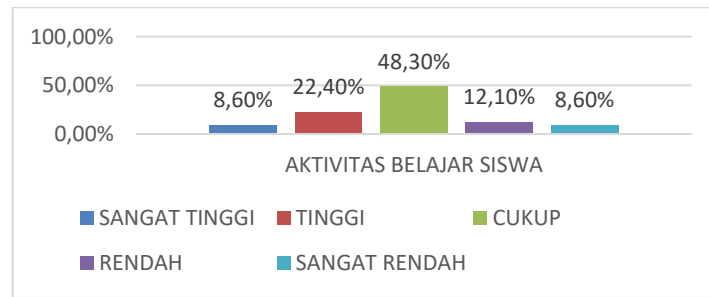 100,00%
50,00%
0,00%
8,60%
22,40%
48,30%
12,10%
8,60%
AKTIVITAS BELAJAR SISWA
SANGAT TINGGI
TINGGI
CUKUP
RENDAH
SANGAT RENDAH